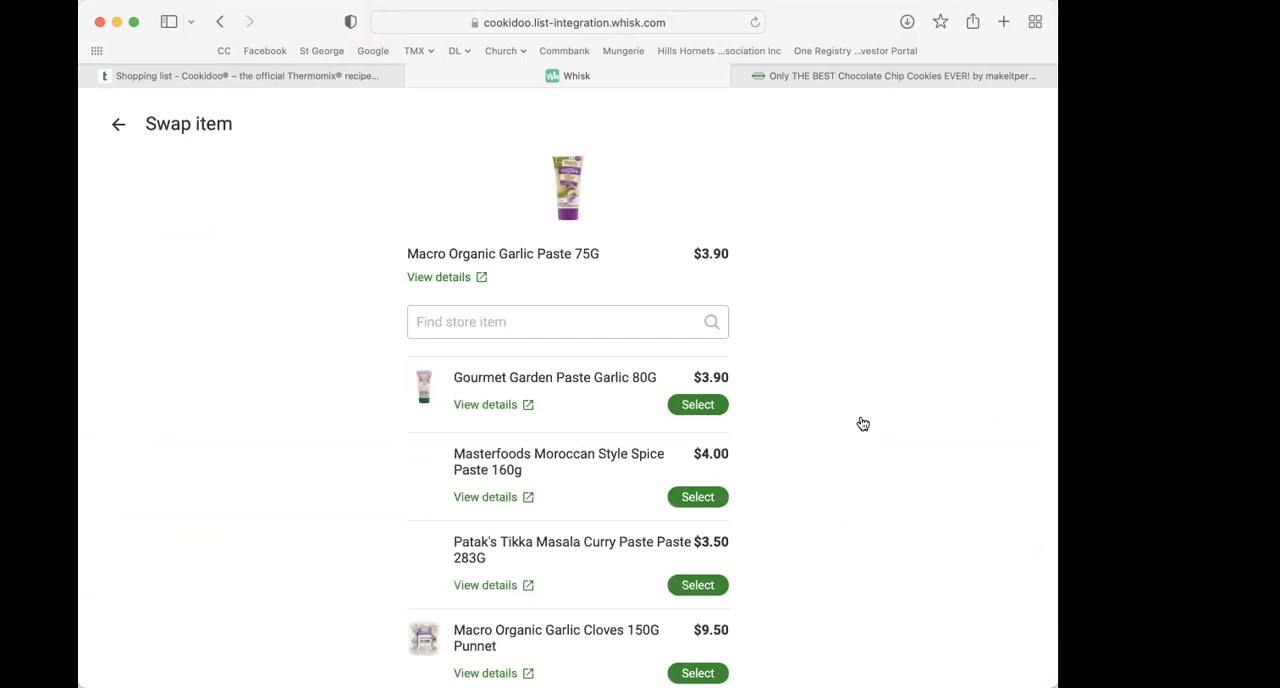 cookidoo.list-integration.whisk.com
CC Facebook St George Google TMX DL Church Commbank Mungerie Hills Hornets ...sociation Inc One Registry ...vestor Portal
Shopping list - Cookidoo® – the official Thermomix® recipe... Whisk Only THE BEST Chocolate Chip Cookies EVER! by makeitper...
Swap item
Macro Organic Garlic Paste 75G $3.90
View details
Find store item
Gourmet Garden Paste Garlic 80G $3.90
View details Select
Masterfoods Moroccan Style Spice $4.00
Paste 160g
View details Select
Patak's Tikka Masala Curry Paste Paste $3.50
283G
View details Select
Macro Organic Garlic Cloves 150G $9.50
Punnet
View details Select